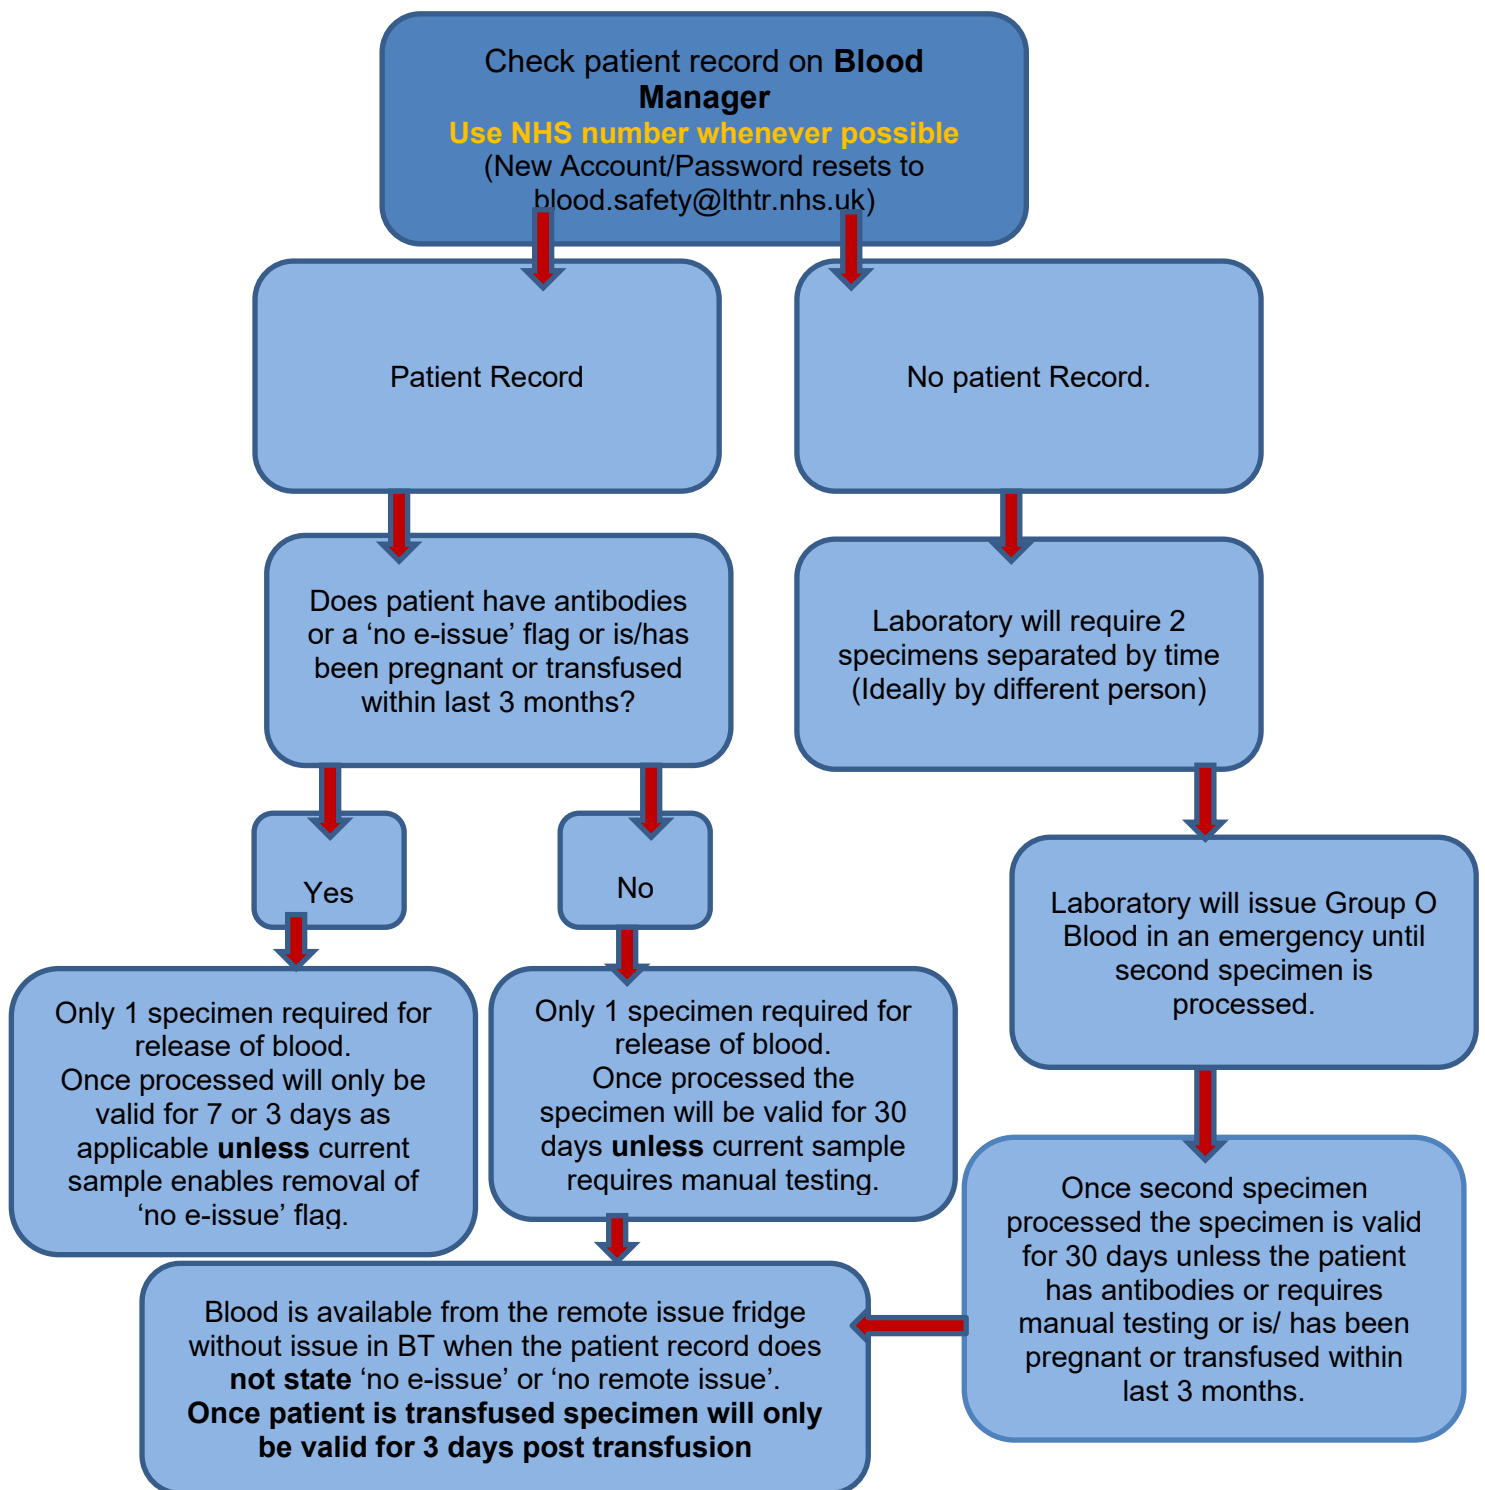 Check patient record on Blood
Manager
Use NHS number whenever possible
(New Account/Password resets to
blood.safety@lthtr.nhs.uk)
Patient Record
No patient Record.
Does patient have antibodies
or a ‘no e-issue’ flag or is/has
been pregnant or transfused
within last 3 months?
Laboratory will require 2
specimens separated by time
(Ideally by different person)
Yes
No
Laboratory will issue Group O
Blood in an emergency until
second specimen is
processed.
Only 1 specimen required for
release of blood.
Once processed will only be
valid for 7 or 3 days as
applicable unless current
sample enables removal of
‘no e-issue’ flag.
Only 1 specimen required for
release of blood.
Once processed the
specimen will be valid for 30
days unless current sample
requires manual testing.
Once second specimen
processed the specimen is valid
for 30 days unless the patient
has antibodies or requires
manual testing or is/ has been
pregnant or transfused within
last 3 months.
Blood is available from the remote issue fridge
without issue in BT when the patient record does
not state ‘no e-issue’ or ‘no remote issue’.
Once patient is transfused specimen will only
be valid for 3 days post transfusion